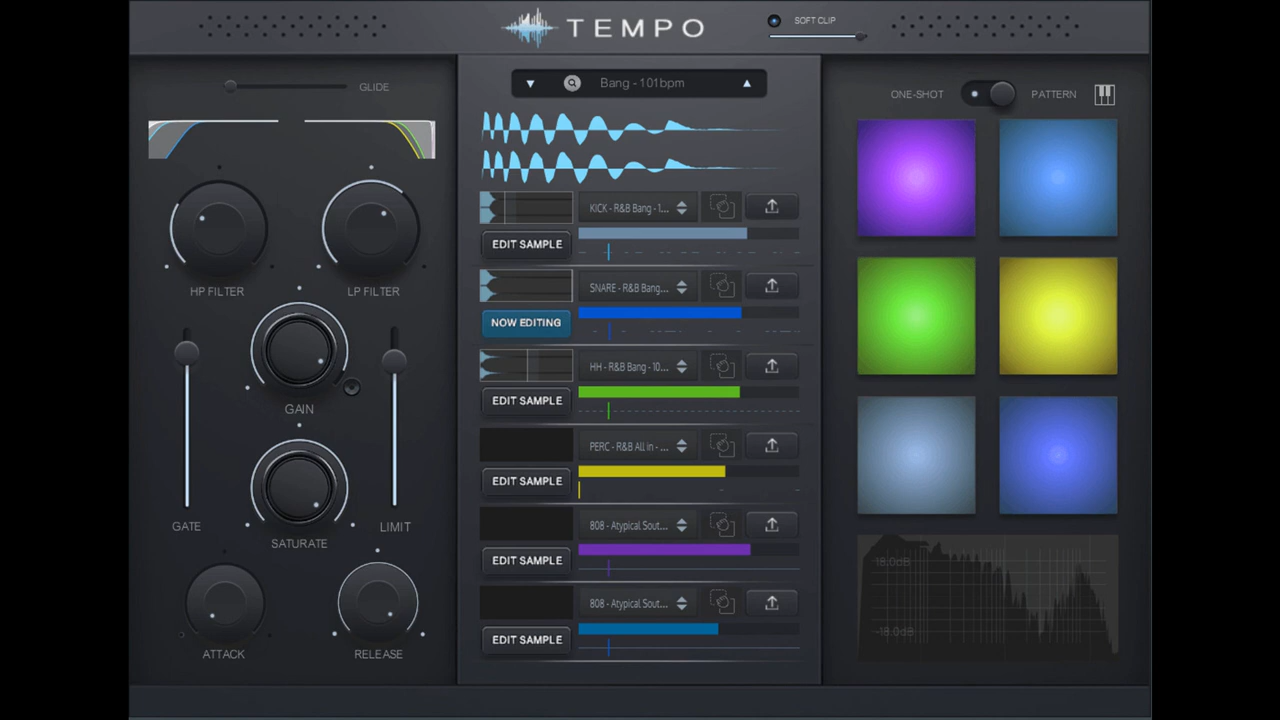 TEMPO
SOFT CLIP
GLIDE
HP FILTER
LP FILTER
GAIN
GATE
LIMIT
SATURATE
ATTACK
RELEASE
Bang - 101bpm
KICK - R&B Bang - 1...
EDIT SAMPLE
SNARE - R&B Bang...
NOW EDITING
HH - R&B Bang - 10...
EDIT SAMPLE
PERC - R&B All in - ...
EDIT SAMPLE
808 - Atypical Sout...
EDIT SAMPLE
808 - Atypical Sout...
EDIT SAMPLE
ONE-SHOT
PATTERN
18.0dB
-18.0dB